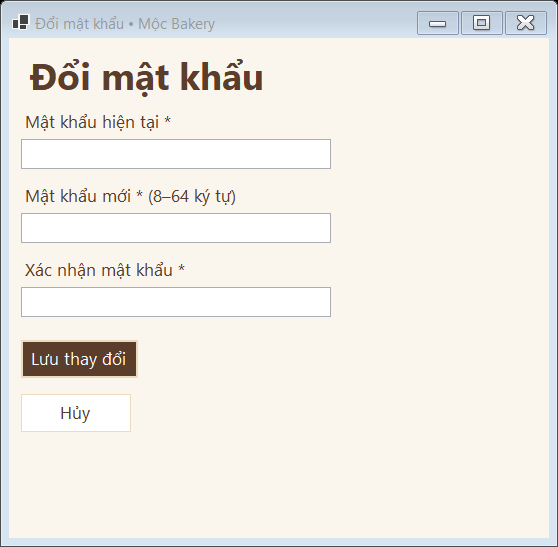 Đổi mật khẩu • Mộc Bakery
Đổi mật khẩu
Mật khẩu hiện tại *
Mật khẩu mới * (8–64 ký tự)
Xác nhận mật khẩu *
Lưu thay đổi
Hủy